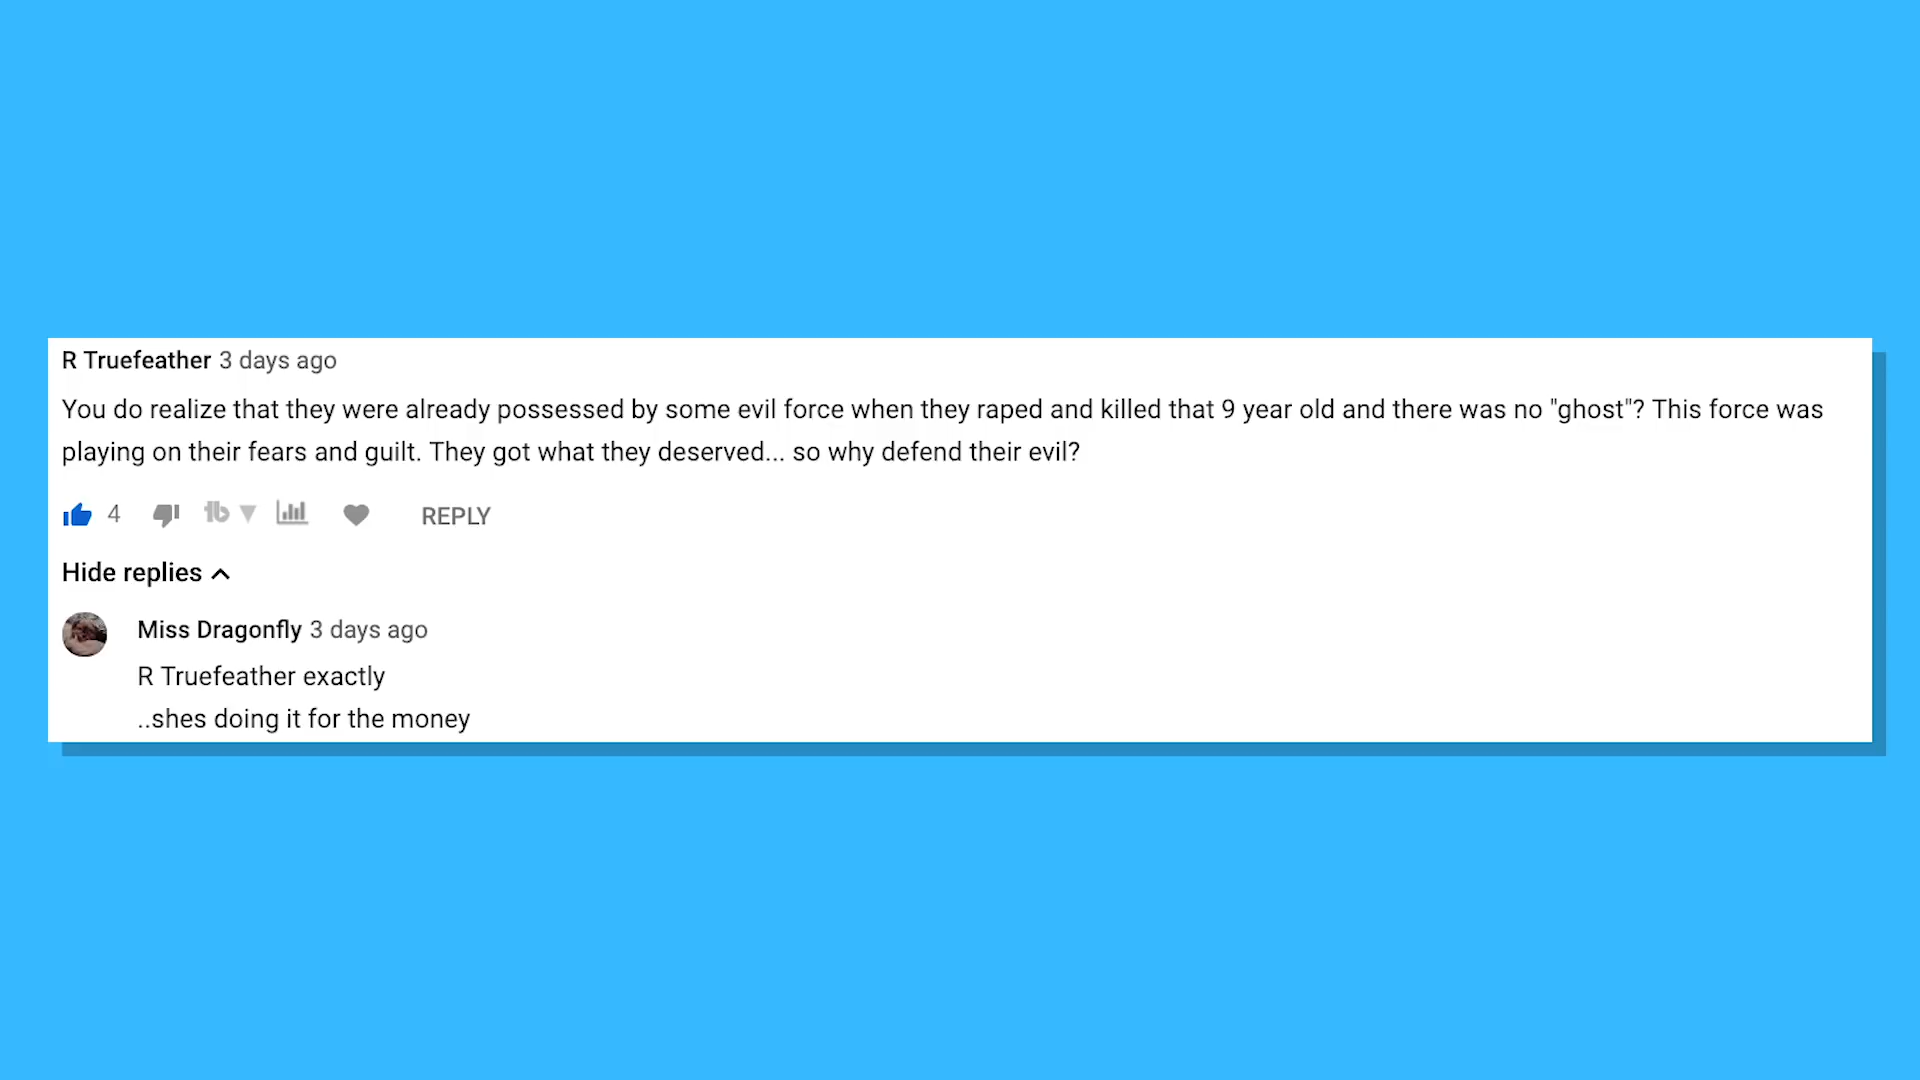 R Truefeather 3 days ago
You do realize that they were already possessed by some evil force when they raped and killed that 9 year old and there was no "ghost"? This force was
playing on their fears and guilt. They got what they deserved... so why defend their evil?
4 tb REPLY
Hide replies
Miss Dragonfly 3 days ago
R Truefeather exactly
..shes doing it for the money